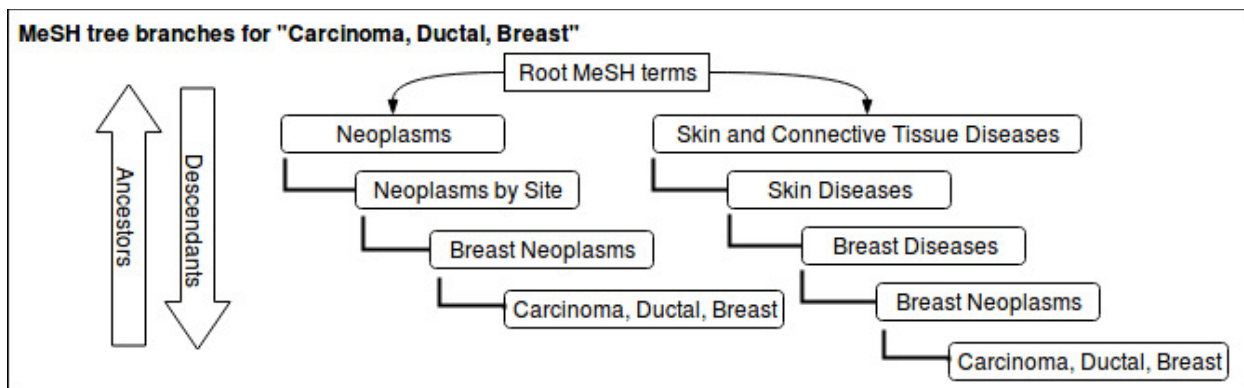 MeSH tree branches for "Carcinoma, Ductal, Breast"
Root MeSH terms
Ancestors
Descendants
Neoplasms
Neoplasms by Site
Breast Neoplasms
Carcinoma, Ductal, Breast
Skin and Connective Tissue Diseases
Skin Diseases
Breast Diseases
Breast Neoplasms
Carcinoma, Ductal, Breast